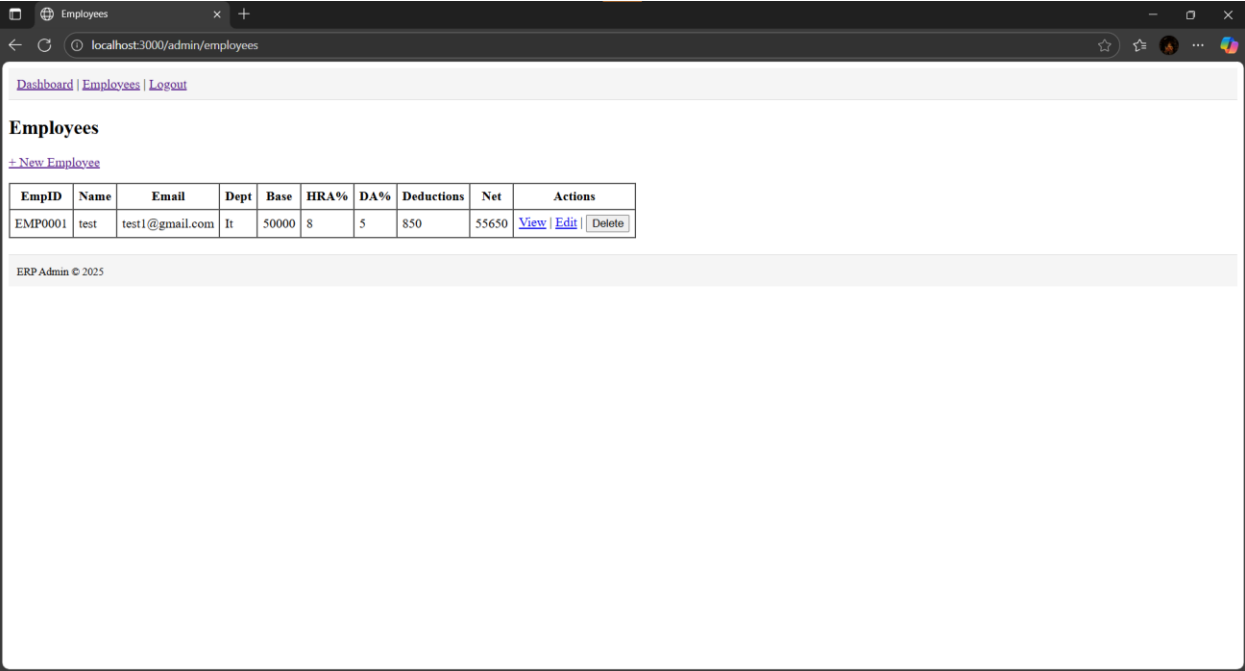 Employees
localhost:3000/admin/employees
Dashboard | Employees | Logout
Employees
+ New Employee
EmpID Name Email Dept Base HRA% DA% Deductions Net Actions
EMP0001 test test1@gmail.com It 50000 8 5 850 55650 View | Edit | Delete
ERP Admin © 2025